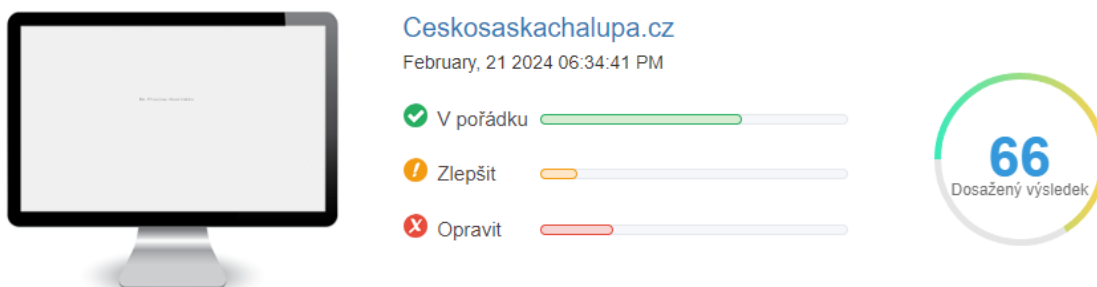 Ceskosaskachalupa.cz
February, 21 2024 06:34:41 PM
V pořádku
Zlepšit
Opravit
66
Dosažený výsledek